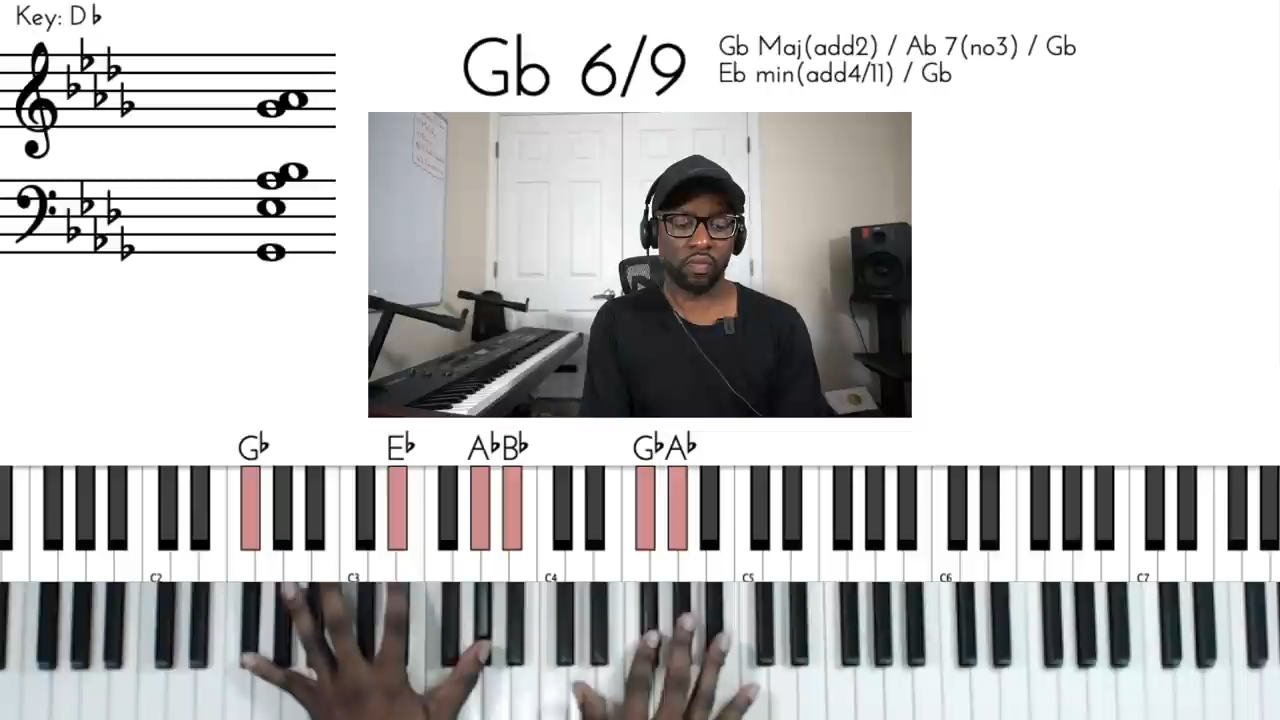 Key: D♭
Gb 6/9
Gb Maj(add2) / Ab 7(no3) / Gb
Eb min(add4/11) / Gb
G♭ E♭ A♭ B♭ G♭ A♭
C2 C3 C4 C5 C6 C7